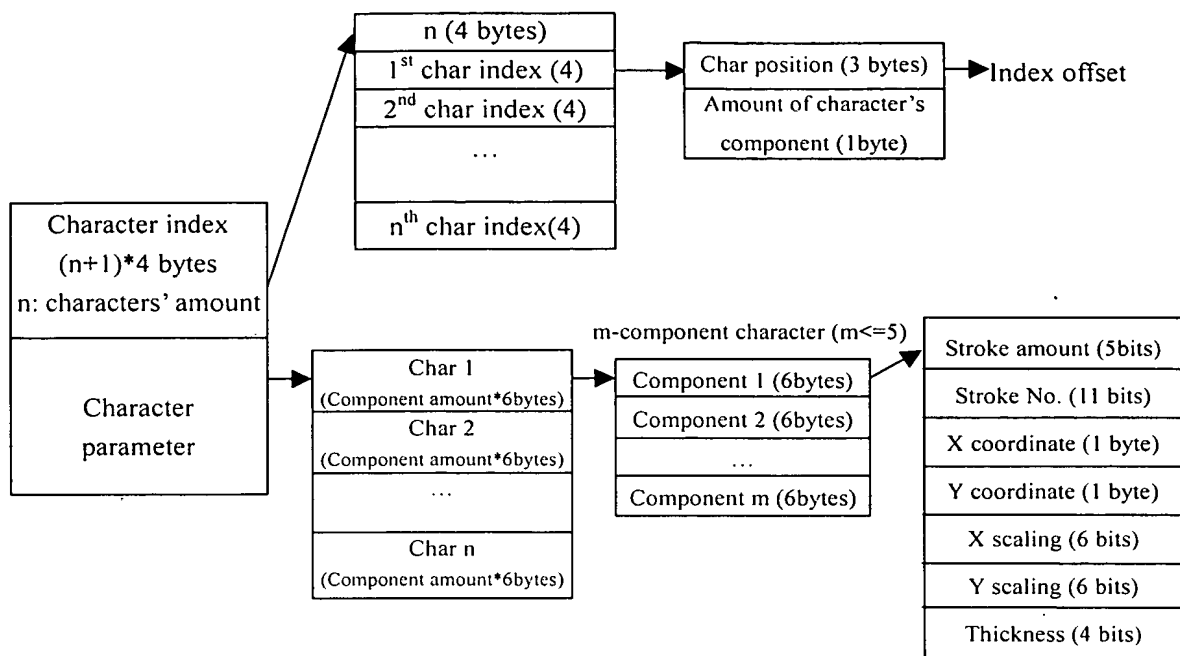 n (4 bytes)
1st char index (4)
2nd char index (4)
...
nth char index(4)
Char position (3 bytes)
Amount of character's
component (1byte)
Index offset
Character index
(n+1)*4 bytes
n: characters' amount
Character
parameter
Char 1
(Component amount*6bytes)
Char 2
(Component amount*6bytes)
...
Char n
(Component amount*6bytes)
m-component character (m<=5)
Component 1 (6bytes)
Component 2 (6bytes)
...
Component m (6bytes)
Stroke amount (5bits)
Stroke No. (11 bits)
X coordinate (1 byte)
Y coordinate (1 byte)
X scaling (6 bits)
Y scaling (6 bits)
Thickness (4 bits)